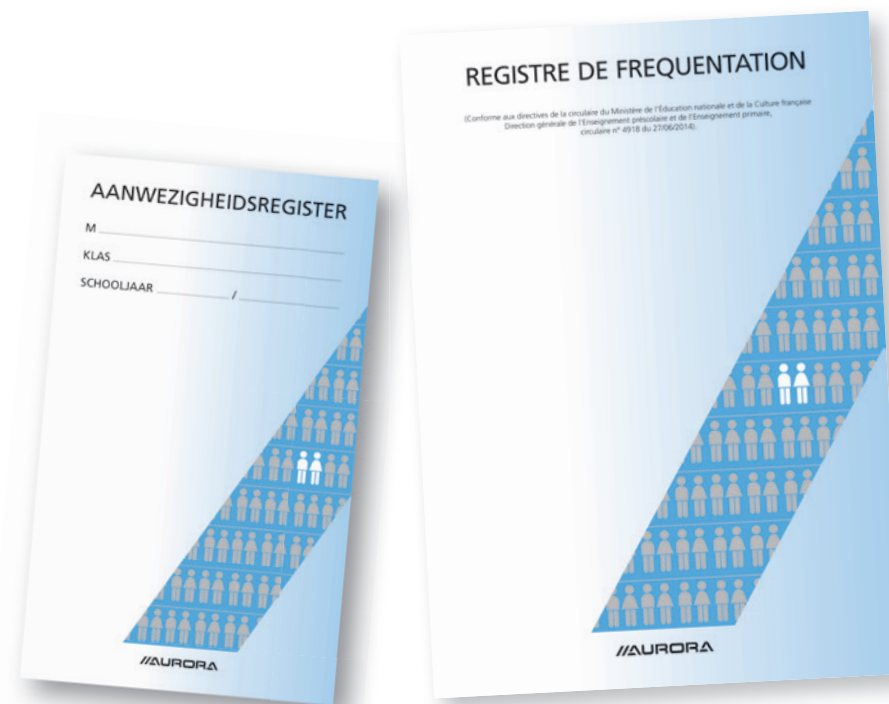 AANWEZIGHEIDSREGISTER
M
KLAS
SCHOOLJAAR /
AURORA
REGISTRE DE FREQUENTATION
(Conforme aux directives de la circulaire du Ministère de l'Éducation nationale et de la Culture française
Direction générale de l'Enseignement préscolaire et de l'Enseignement primaire,
circulaire n° 4918 du 27/06/2014).
AURORA